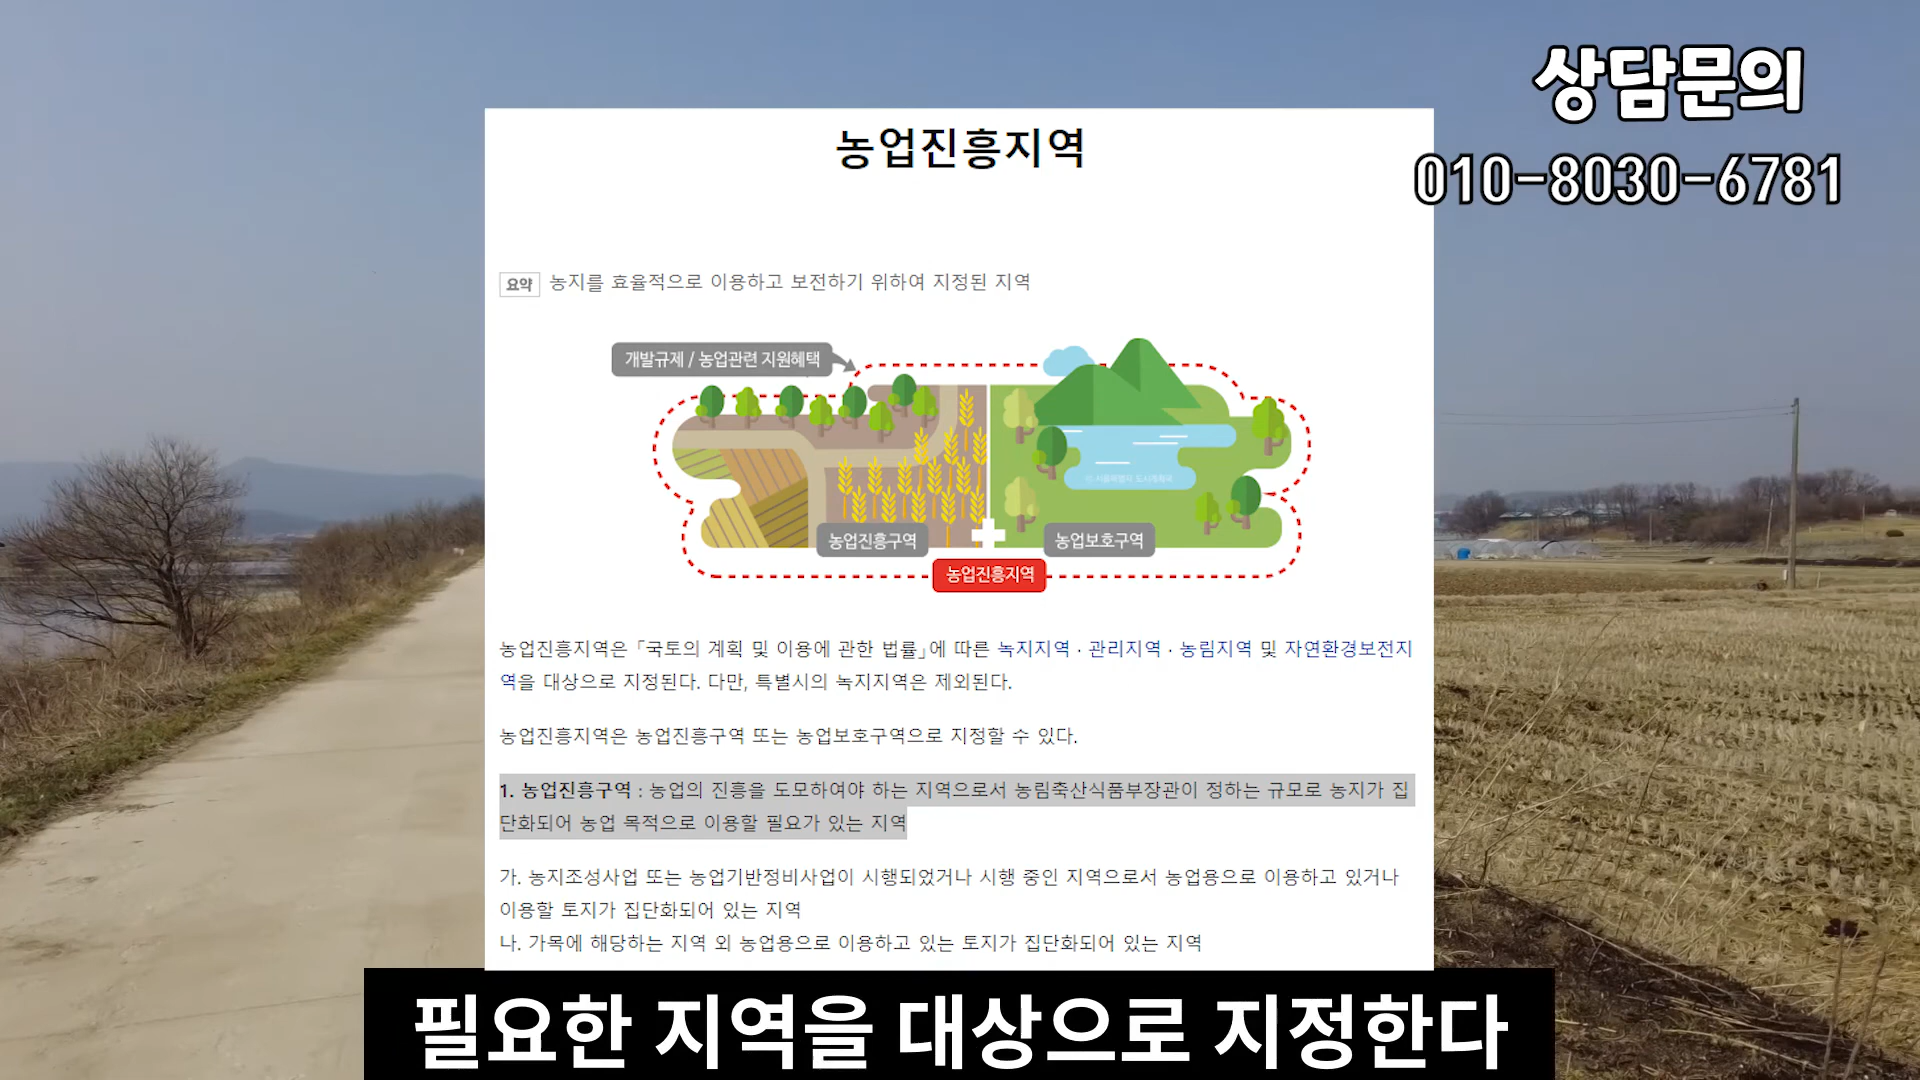 상담문의
010-8030-6781
농업진흥지역
요약 농지를 효율적으로 이용하고 보전하기 위하여 지정된 지역
개발규제 / 농업관련 지원혜택
농업진흥구역
농업보호구역
농업진흥지역
농업진흥지역은 「국토의 계획 및 이용에 관한 법률」에 따른 녹지지역 · 관리지역 · 농림지역 및 자연환경보전지
역을 대상으로 지정된다. 다만, 특별시의 녹지지역은 제외된다.
농업진흥지역은 농업진흥구역 또는 농업보호구역으로 지정할 수 있다.
1. 농업진흥구역 : 농업의 진흥을 도모하여야 하는 지역으로서 농림축산식품부장관이 정하는 규모로 농지가 집
단화되어 농업 목적으로 이용할 필요가 있는 지역
가. 농지조성사업 또는 농업기반정비사업이 시행되었거나 시행 중인 지역으로서 농업용으로 이용하고 있거나
이용할 토지가 집단화되어 있는 지역
나. 가목에 해당하는 지역 외 농업용으로 이용하고 있는 토지가 집단화되어 있는 지역
필요한 지역을 대상으로 지정한다